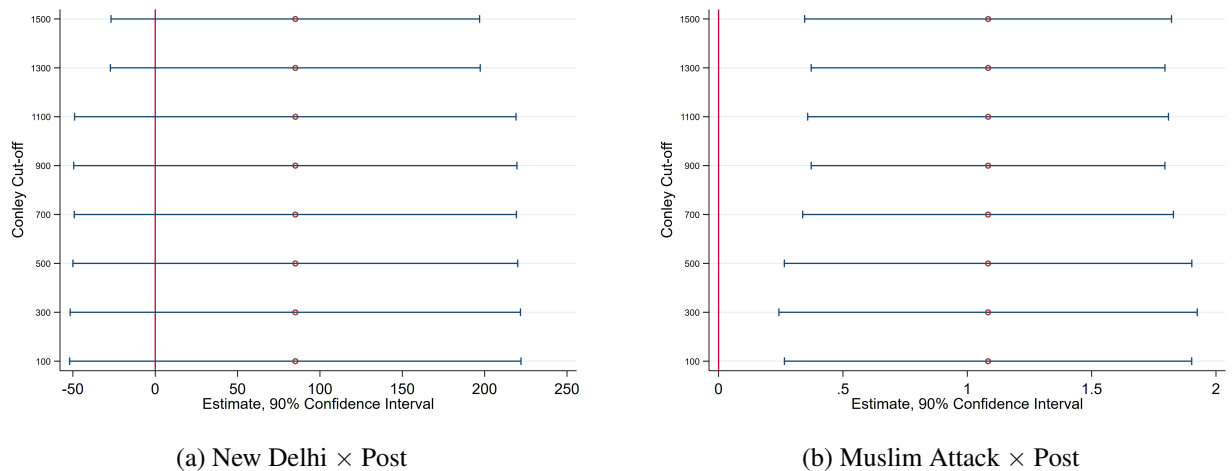 1500
1300
1100
900
700
500
300
100
Conley Cut-off
-50 0 50 100 150 200 250
Estimate, 90% Confidence Interval
(a) New Delhi × Post
1500
1300
1100
900
700
500
300
100
Conley Cut-off
0 .5 1 1.5 2
Estimate, 90% Confidence Interval
(b) Muslim Attack × Post